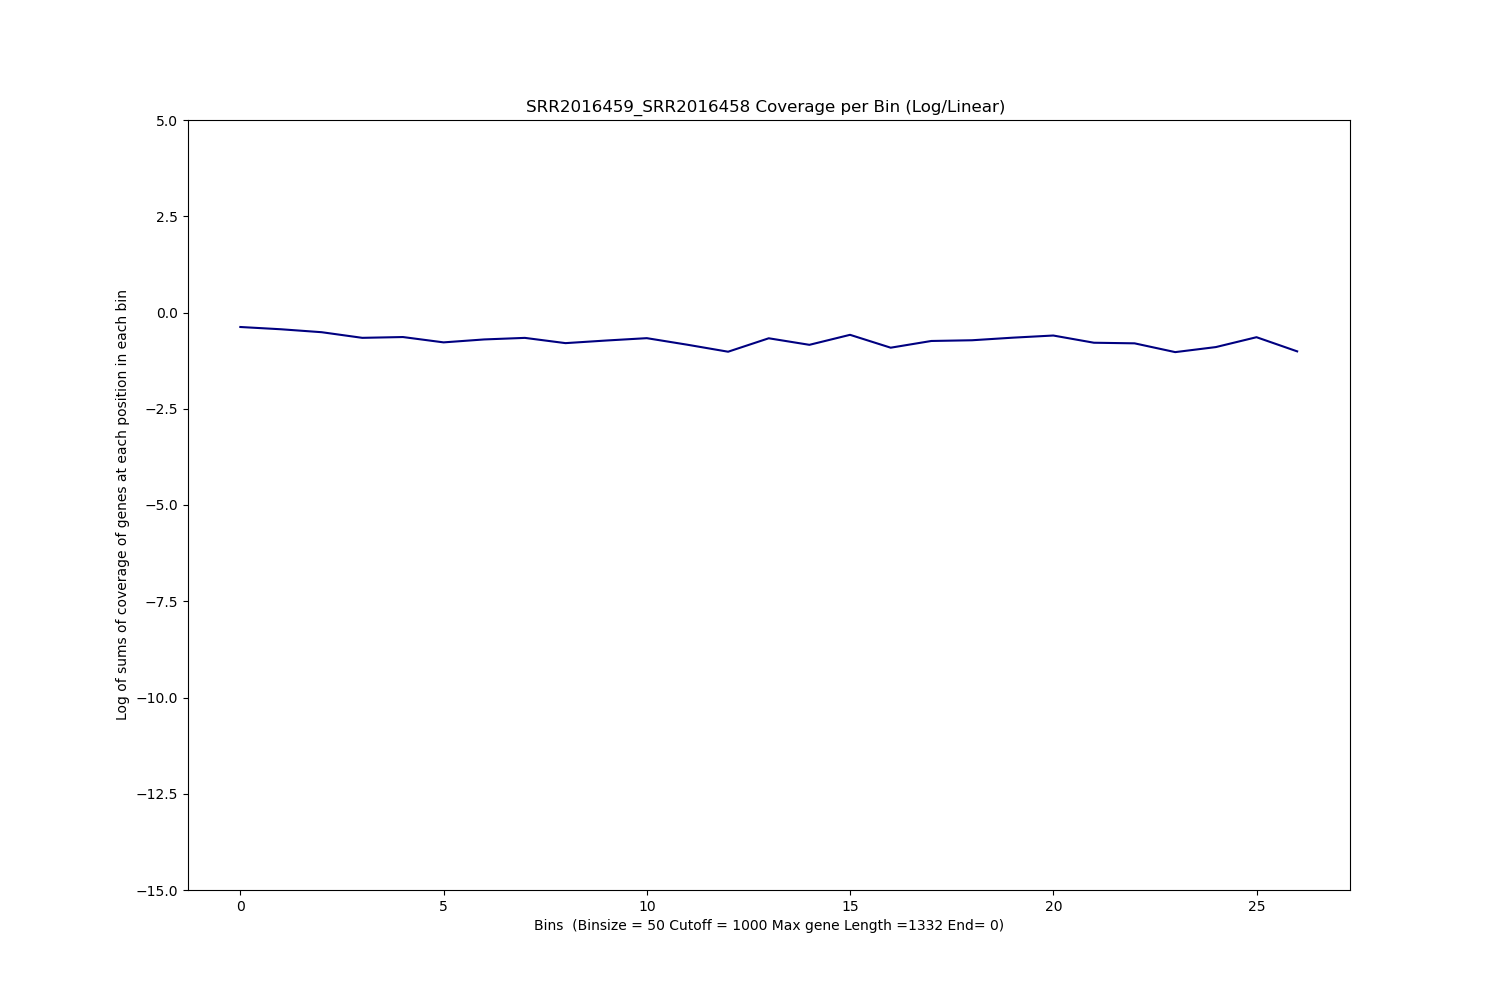 SRR2016459_SRR2016458 Coverage per Bin (Log/Linear)
Log of sums of coverage of genes at each position in each bin
5.0
2.5
0.0
−2.5
−5.0
−7.5
−10.0
−12.5
−15.0
0 5 10 15 20 25
Bins  (Binsize = 50 Cutoff = 1000 Max gene Length =1332 End= 0)